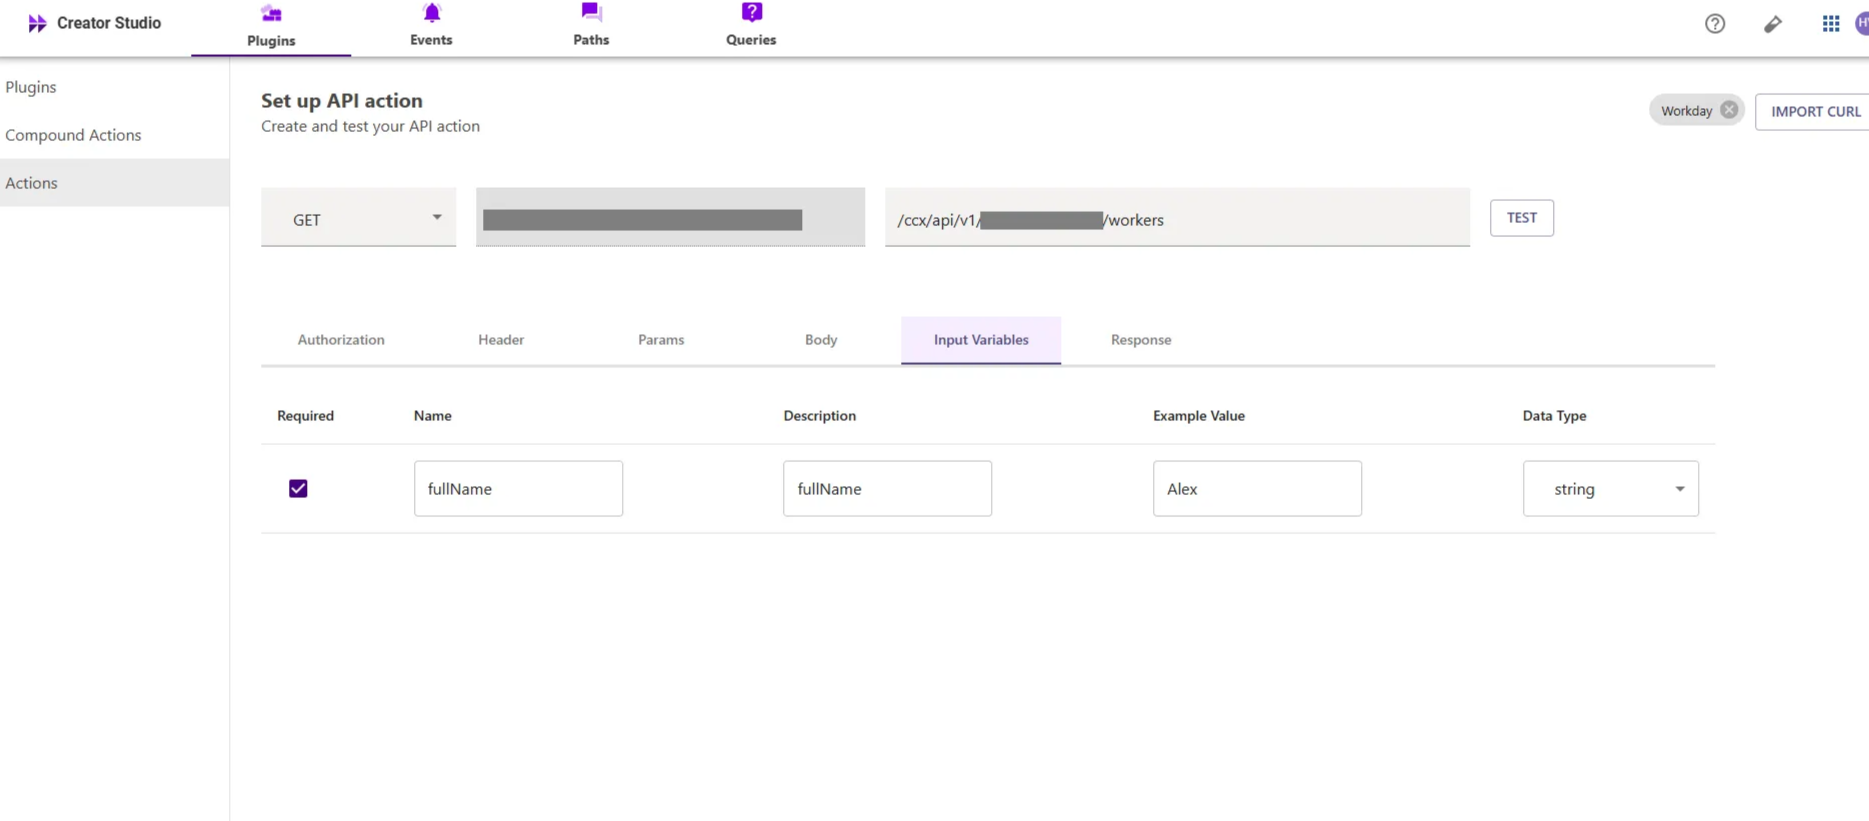 Creator Studio
Plugins
Events
Paths
Queries
Plugins
Compound Actions
Actions
Set up API action
Create and test your API action
Workday
IMPORT CURL
GET
/ccx/api/v1/ /workers
TEST
Authorization Header Params Body Input Variables Response
Required Name Description Example Value Data Type
fullName fullName Alex string